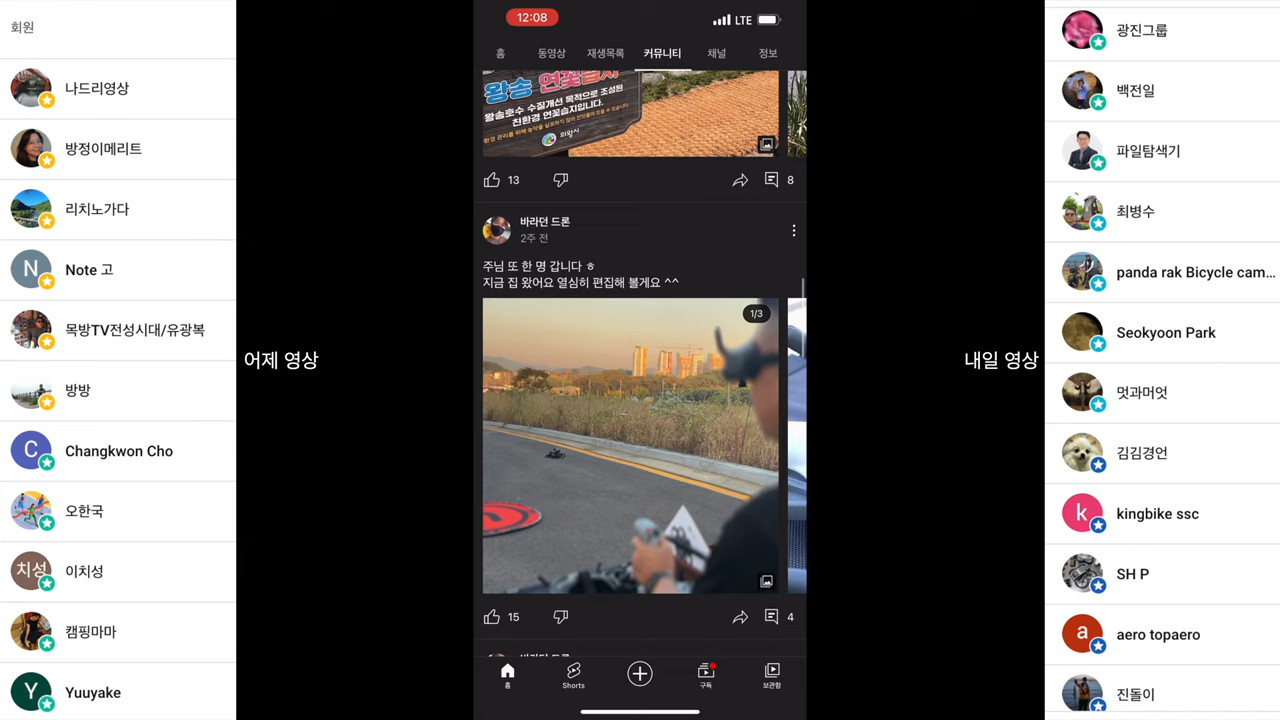 회원
나드리영상
방정이메리트
리치노가다
Note 고
목방TV전성시대/유광복
방방
C
Changkwon Cho
오한국
치성
이치성
캠핑마마
Y
Yuuyake
N
어제 영상
12:08
LTE
홈
동영상
재생목록
커뮤니티
채널
정보
왕송 연꽃습지
왕송호수 수질개선 목적으로 조성된
친환경 연꽃습지입니다.
의왕시
13
8
바라던 드론
2주 전
주님 또 한 명 갑니다 ㅎ
지금 집 왔어요 열심히 편집해 볼게요 ^^
1/3
15
4
홈
Shorts
구독
보관함
내일 영상
광진그룹
백전일
파일탐색기
최병수
panda rak Bicycle cam...
Seokyoon Park
멋과머엇
김김경언
k
kingbike ssc
SH P
a
aero topaero
진돌이